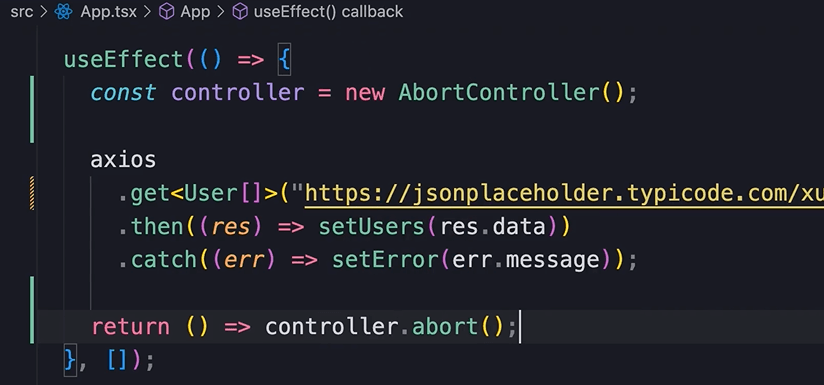 src > App.tsx > App > useEffect() callback
useEffect(() => {
const controller = new AbortController();
axios
.get<User[]>("https://jsonplaceholder.typicode.com/xu
.then((res) => setUsers(res.data))
.catch((err) => setError(err.message));
return () => controller.abort();
}, []);